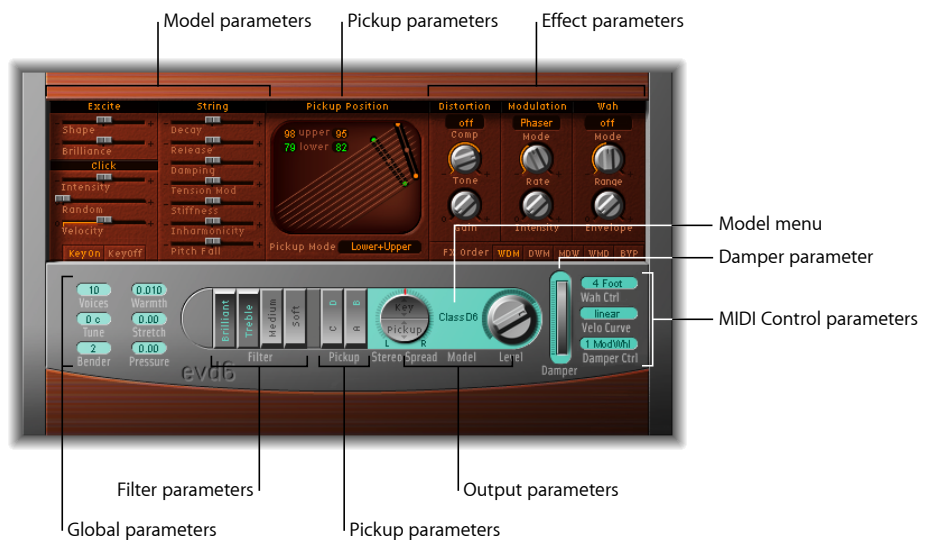 Model parameters
Pickup parameters
Effect parameters
Excite
String
Pickup Position
Distortion
Modulation
Wah
Shape
Brilliance
Click
Intensity
Random
Velocity
KeyOn KeyOff
Decay
Release
Damping
Tension Mod
Stiffness
Inharmonicity
Pitch Fall
98 upper 95
79 lower 82
Pickup Mode Lower+Upper
off
Comp
Tone
Gain
Phaser
Mode
Rate
Intensity
off
Mode
Range
Envelope
FX Order WDM DWM MDW WMD BYP
Model menu
Damper parameter
MIDI Control parameters
10
Voices
0 c
Tune
2
Bender
0.010
Warmth
0.00
Stretch
0.00
Pressure
evd6
Brilliant
Treble
Medium
Soft
Filter
C D
A B
Pickup
Key
Pickup
L R
Stereo Spread
ClassD6
Model
Level
Damper
4 Foot
Wah Ctrl
linear
Velo Curve
1 ModWhl
Damper Ctrl
Filter parameters
Output parameters
Global parameters
Pickup parameters